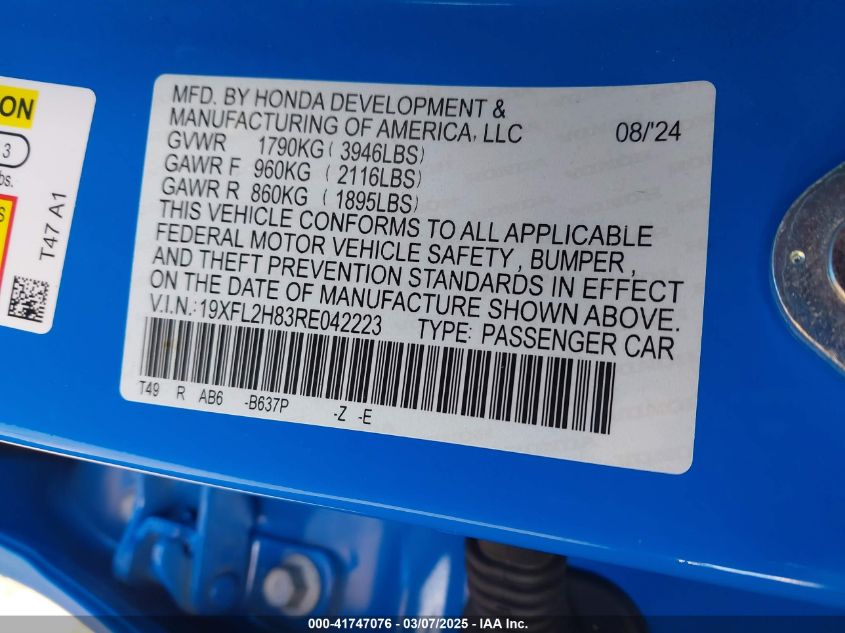 ON
3
bs.
S
T47 A1
MFD. BY HONDA DEVELOPMENT &
MANUFACTURING OF AMERICA, LLC 08/'24
GVWR 1790KG ( 3946LBS)
GAWR F 960KG ( 2116LBS)
GAWR R 860KG ( 1895LBS)
THIS VEHICLE CONFORMS TO ALL APPLICABLE
FEDERAL MOTOR VEHICLE SAFETY , BUMPER ,
AND THEFT PREVENTION STANDARDS IN EFFECT
ON THE DATE OF MANUFACTURE SHOWN ABOVE.
V.I.N.:19XFL2H83RE042223 TYPE: PASSENGER CAR
T49 R AB6 -B637P -Z -E
000-41747076 — 03/07/2025 — IAA Inc.